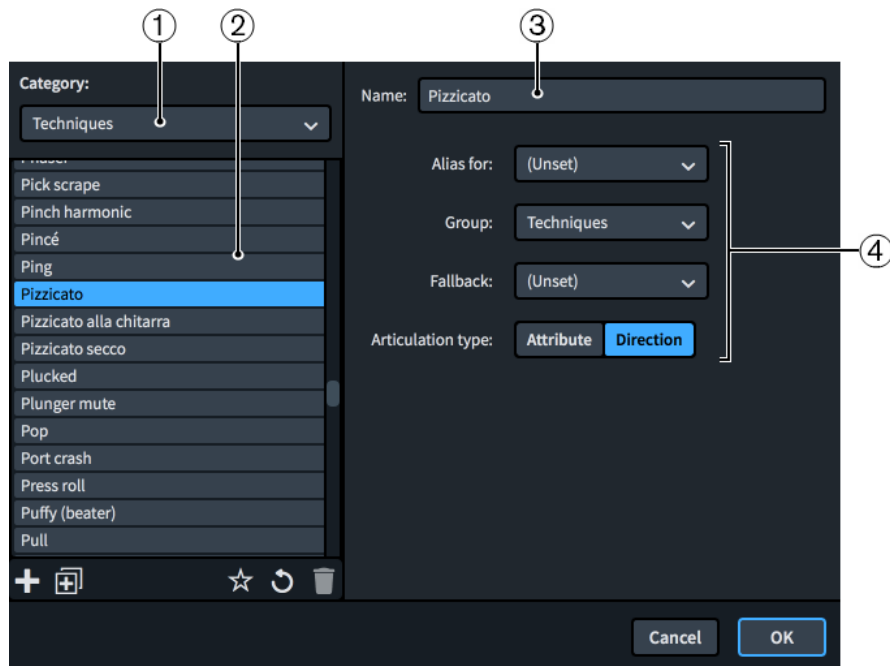 ① ② ③
Category:
Techniques
Pick scrape
Pinch harmonic
Pincé
Ping
Pizzicato
Pizzicato alla chitarra
Pizzicato secco
Plucked
Plunger mute
Pop
Port crash
Press roll
Puffy (beater)
Pull
Name: Pizzicato
Alias for: (Unset)
Group: Techniques
④
Fallback: (Unset)
Articulation type: Attribute Direction
Cancel OK